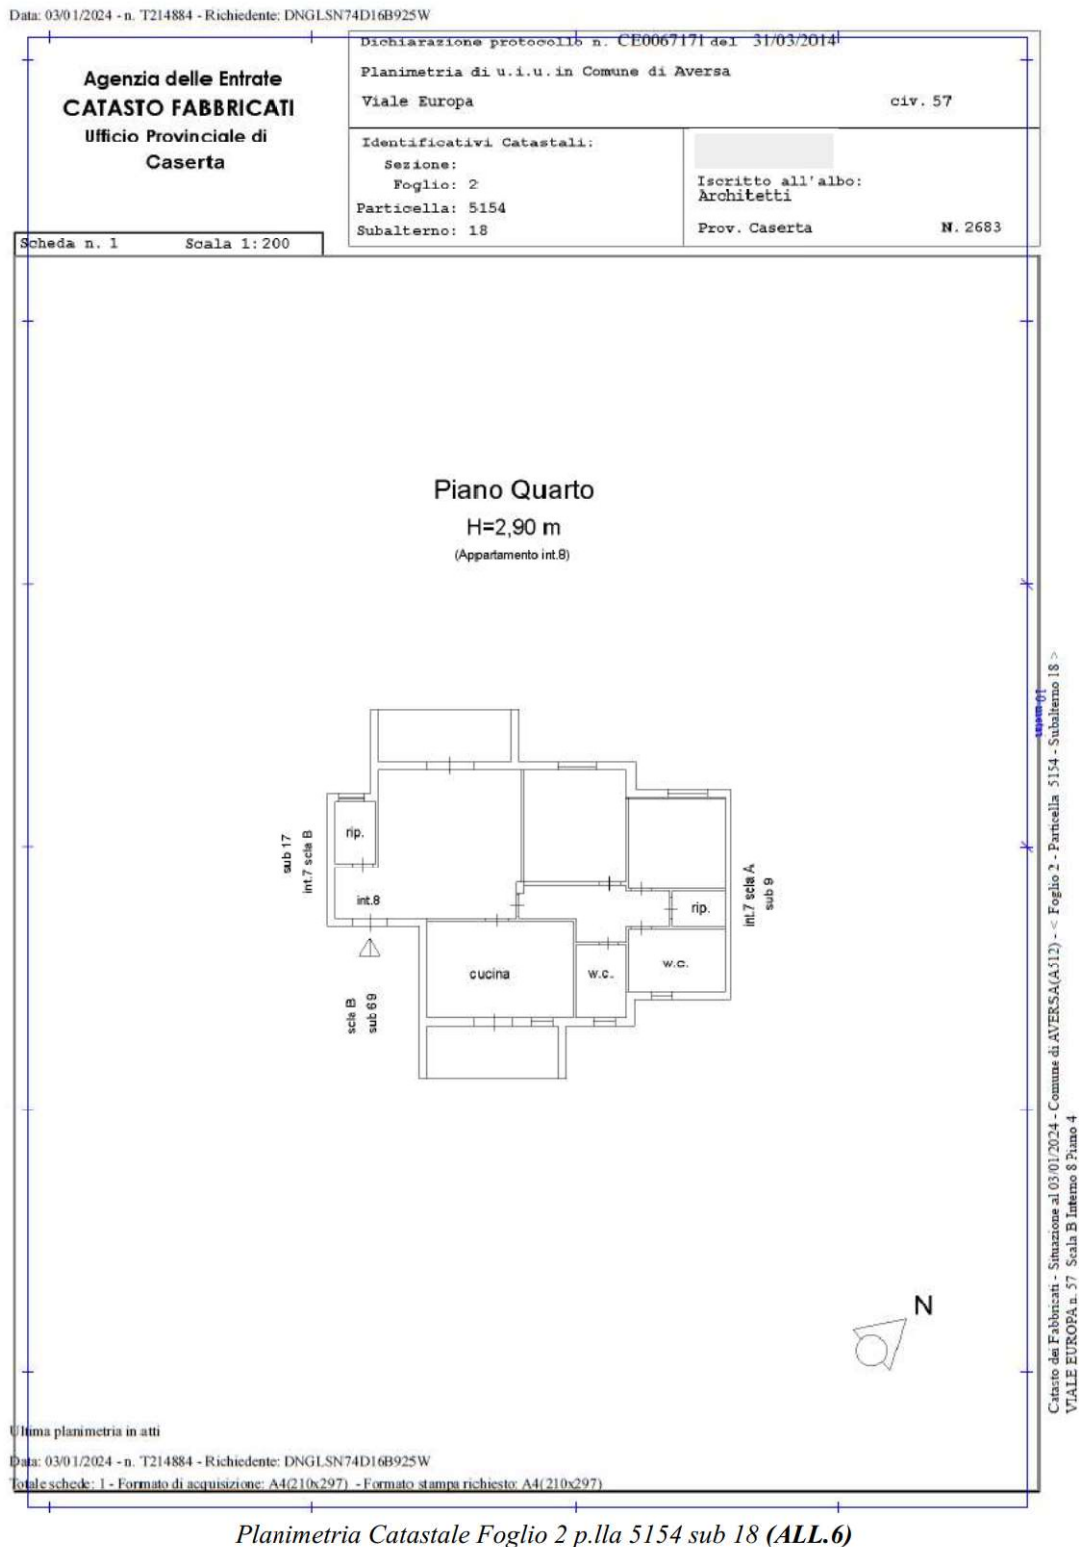 Data: 03/01/2024 - n. T214884 - Richiedente: DNGLSN74D16B925W
Agenzia delle Entrate
CATASTO FABBRICATI
Ufficio Provinciale di
Caserta
Dichiarazione protocollo n. CE0067171 del 31/03/2014
Planimetria di u.i.u. in Comune di Aversa
Viale Europa civ. 57
Identificativi Catastali:
Sezione:
Foglio: 2
Particella: 5154
Subalterno: 18
Iscritto all'albo:
Architetti
Prov. Caserta N. 2683
Scheda n. 1 Scala 1:200
Piano Quarto
H=2,90 m
(Appartamento int.8)
sub 17
int.7 scla B
rip.
int.8
cucina
w.c.
w.c.
rip.
int.7 scla A
sub 9
scla B
sub 69
N
10 metri
Catasto dei Fabbricati - Situazione al 03/01/2024 - Comune di AVERSA(A512) - < Foglio 2 - Particella 5154 - Subalterno 18 >
VIALE EUROPA n. 57 Scala B Interno 8 Piano 4
Ultima planimetria in atti
Data: 03/01/2024 - n. T214884 - Richiedente: DNGLSN74D16B925W
Totale schede: 1 - Formato di acquisizione: A4(210x297) - Formato stampa richiesto: A4(210x297)
Planimetria Catastale Foglio 2 p.lla 5154 sub 18 (ALL.6)